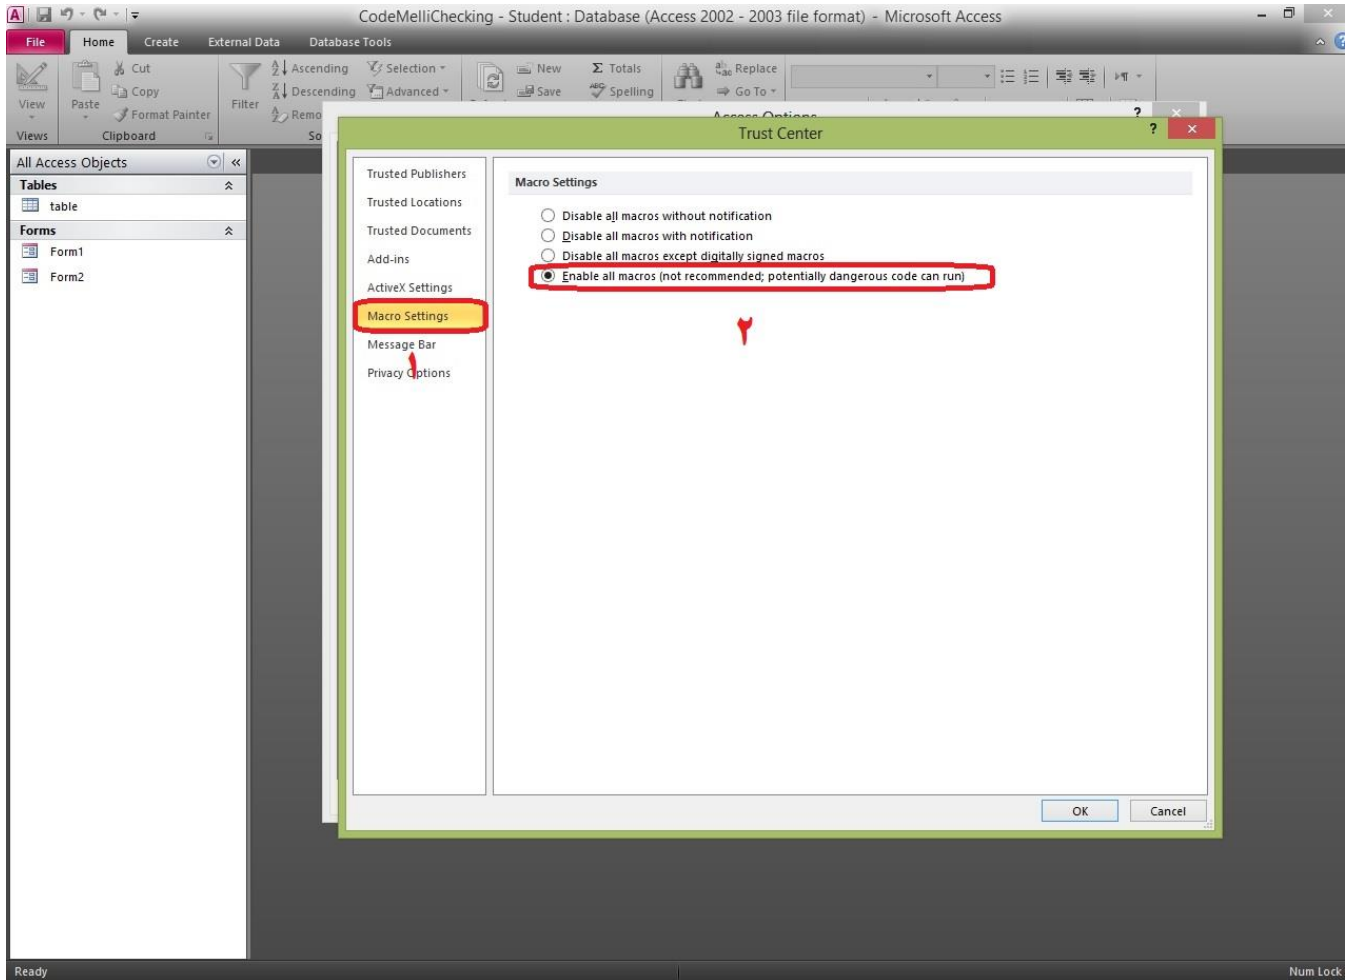 A
CodeMelliChecking - Student : Database (Access 2002 - 2003 file format) - Microsoft Access
File Home Create External Data Database Tools
Cut Ascending Selection New Σ Totals Replace
Copy Descending Advanced Save ABC Spelling Go To
View Paste Format Painter Filter Remo
Views Clipboard So
Access Options ?
Trust Center ?
All Access Objects
Tables
table
Forms
Form1
Form2
Trusted Publishers
Trusted Locations
Trusted Documents
Add-ins
ActiveX Settings
Macro Settings
۱
Message Bar
Privacy Options
Macro Settings
Disable all macros without notification
Disable all macros with notification
Disable all macros except digitally signed macros
Enable all macros (not recommended; potentially dangerous code can run)
۲
OK Cancel
Ready Num Lock